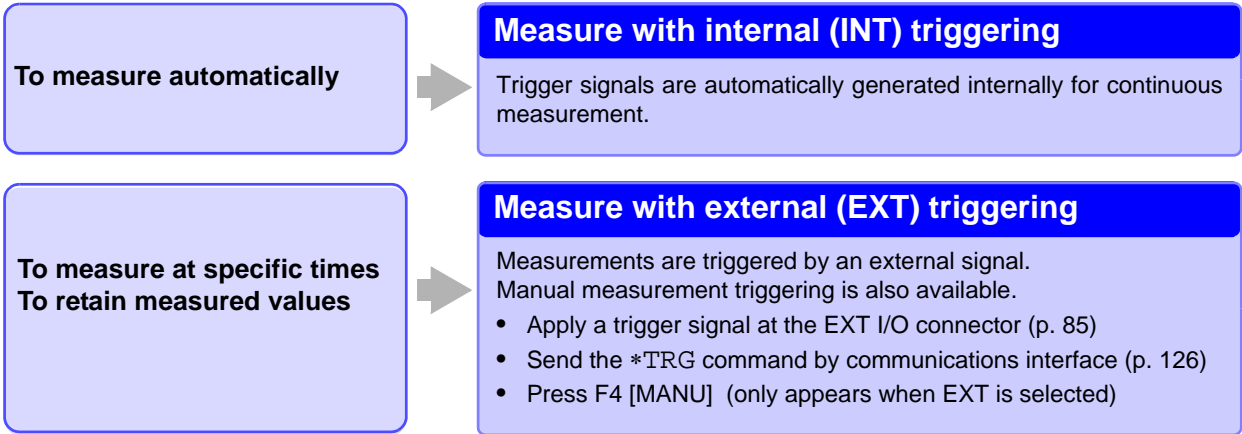 To measure automatically
Measure with internal (INT) triggering
Trigger signals are automatically generated internally for continuous
measurement.
To measure at specific times
To retain measured values
Measure with external (EXT) triggering
Measurements are triggered by an external signal.
Manual measurement triggering is also available.
• Apply a trigger signal at the EXT I/O connector (p. 85)
• Send the *TRG command by communications interface (p. 126)
• Press F4 [MANU] (only appears when EXT is selected)